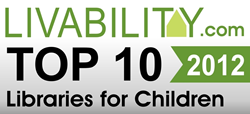 LIVABILITY.com
TOP 10 2012
Libraries for Children